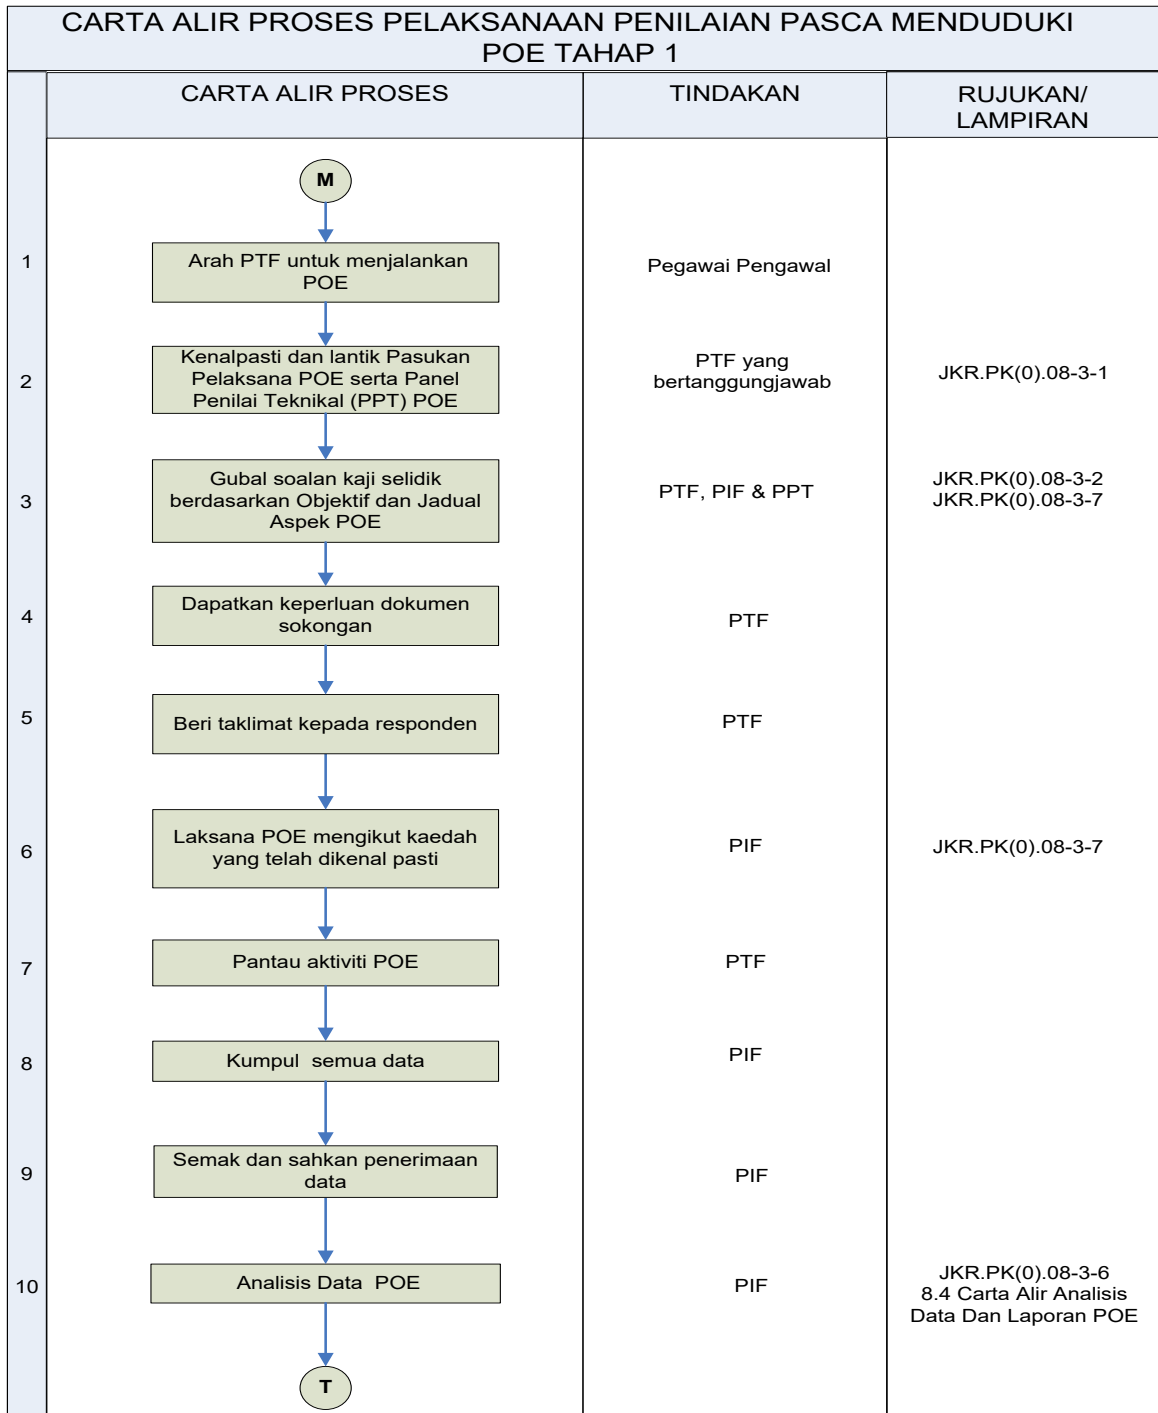 CARTA ALIR PROSES PELAKSANAAN PENILAIAN PASCA MENDUDUKI
POE TAHAP 1
CARTA ALIR PROSES
TINDAKAN
RUJUKAN/
LAMPIRAN
M
1
Arah PTF untuk menjalankan
POE
Pegawai Pengawal
2
Kenalpasti dan lantik Pasukan
Pelaksana POE serta Panel
Penilai Teknikal (PPT) POE
PTF yang
bertanggungjawab
JKR.PK(0).08-3-1
3
Gubal soalan kaji selidik
berdasarkan Objektif dan Jadual
Aspek POE
PTF, PIF & PPT
JKR.PK(0).08-3-2
JKR.PK(0).08-3-7
4
Dapatkan keperluan dokumen
sokongan
PTF
5
Beri taklimat kepada responden
PTF
6
Laksana POE mengikut kaedah
yang telah dikenal pasti
PIF
JKR.PK(0).08-3-7
7
Pantau aktiviti POE
PTF
8
Kumpul  semua data
PIF
9
Semak dan sahkan penerimaan
data
PIF
10
Analisis Data  POE
PIF
JKR.PK(0).08-3-6
8.4 Carta Alir Analisis
Data Dan Laporan POE
T